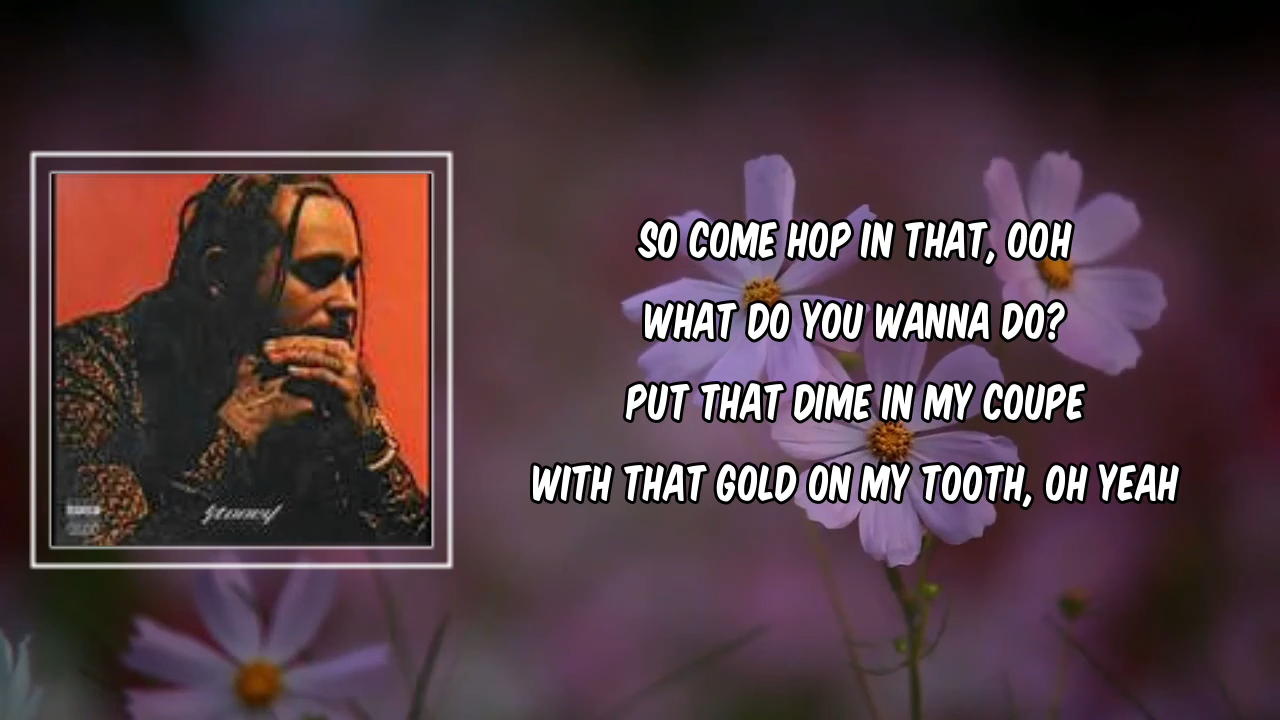 SO COME HOP IN THAT, OOH
WHAT DO YOU WANNA DO?
PUT THAT DIME IN MY COUPE
WITH THAT GOLD ON MY TOOTH, OH YEAH
Stoney